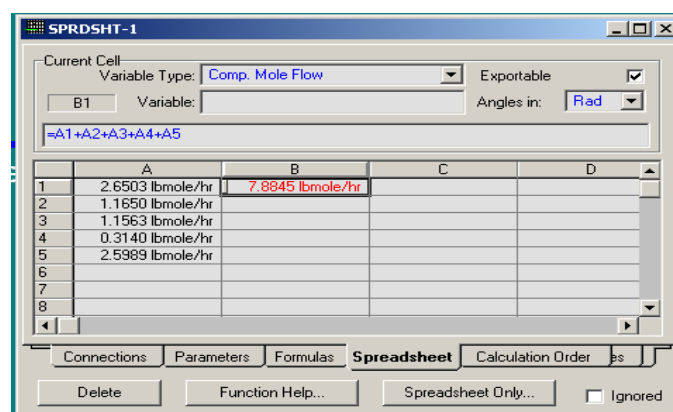 SPRDSHT-1
Current Cell
Variable Type: Comp. Mole Flow Exportable
B1 Variable: Angles in: Rad
=A1+A2+A3+A4+A5
A B C D
1 2.6503 lbmole/hr 7.8845 lbmole/hr
2 1.1650 lbmole/hr
3 1.1563 lbmole/hr
4 0.3140 lbmole/hr
5 2.5989 lbmole/hr
6
7
8
Connections Parameters Formulas Spreadsheet Calculation Order es
Delete Function Help... Spreadsheet Only... Ignored